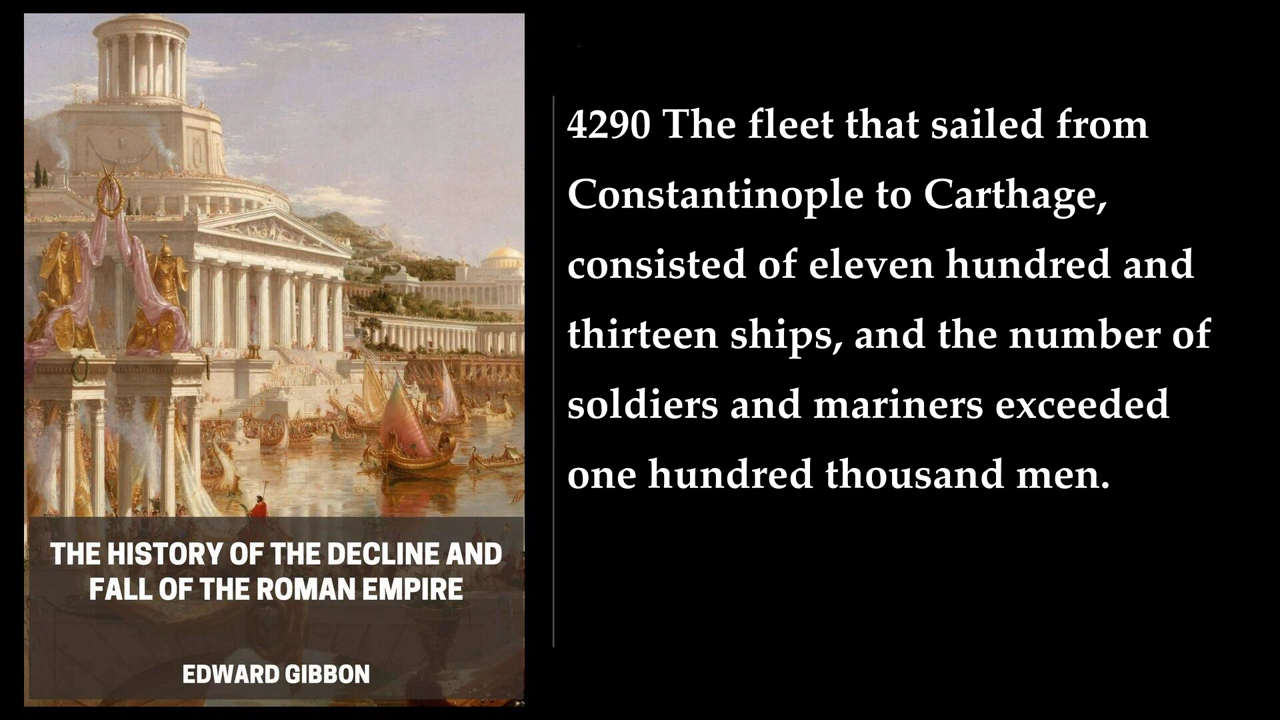 4290 The fleet that sailed from
Constantinople to Carthage,
consisted of eleven hundred and
thirteen ships, and the number of
soldiers and mariners exceeded
one hundred thousand men.
THE HISTORY OF THE DECLINE AND
FALL OF THE ROMAN EMPIRE
EDWARD GIBBON